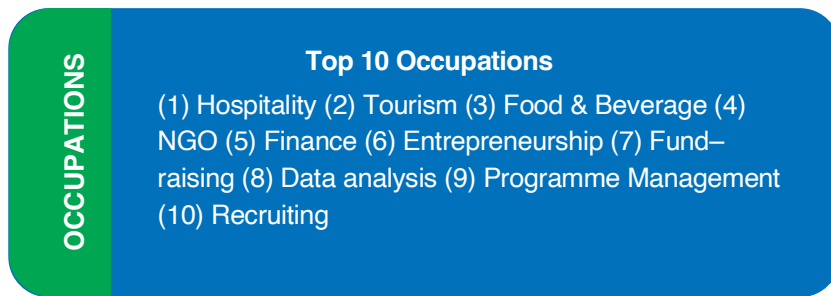 OCCUPATIONS
Top 10 Occupations
(1) Hospitality (2) Tourism (3) Food & Beverage (4)
NGO (5) Finance (6) Entrepreneurship (7) Fund–
raising (8) Data analysis (9) Programme Management
(10) Recruiting